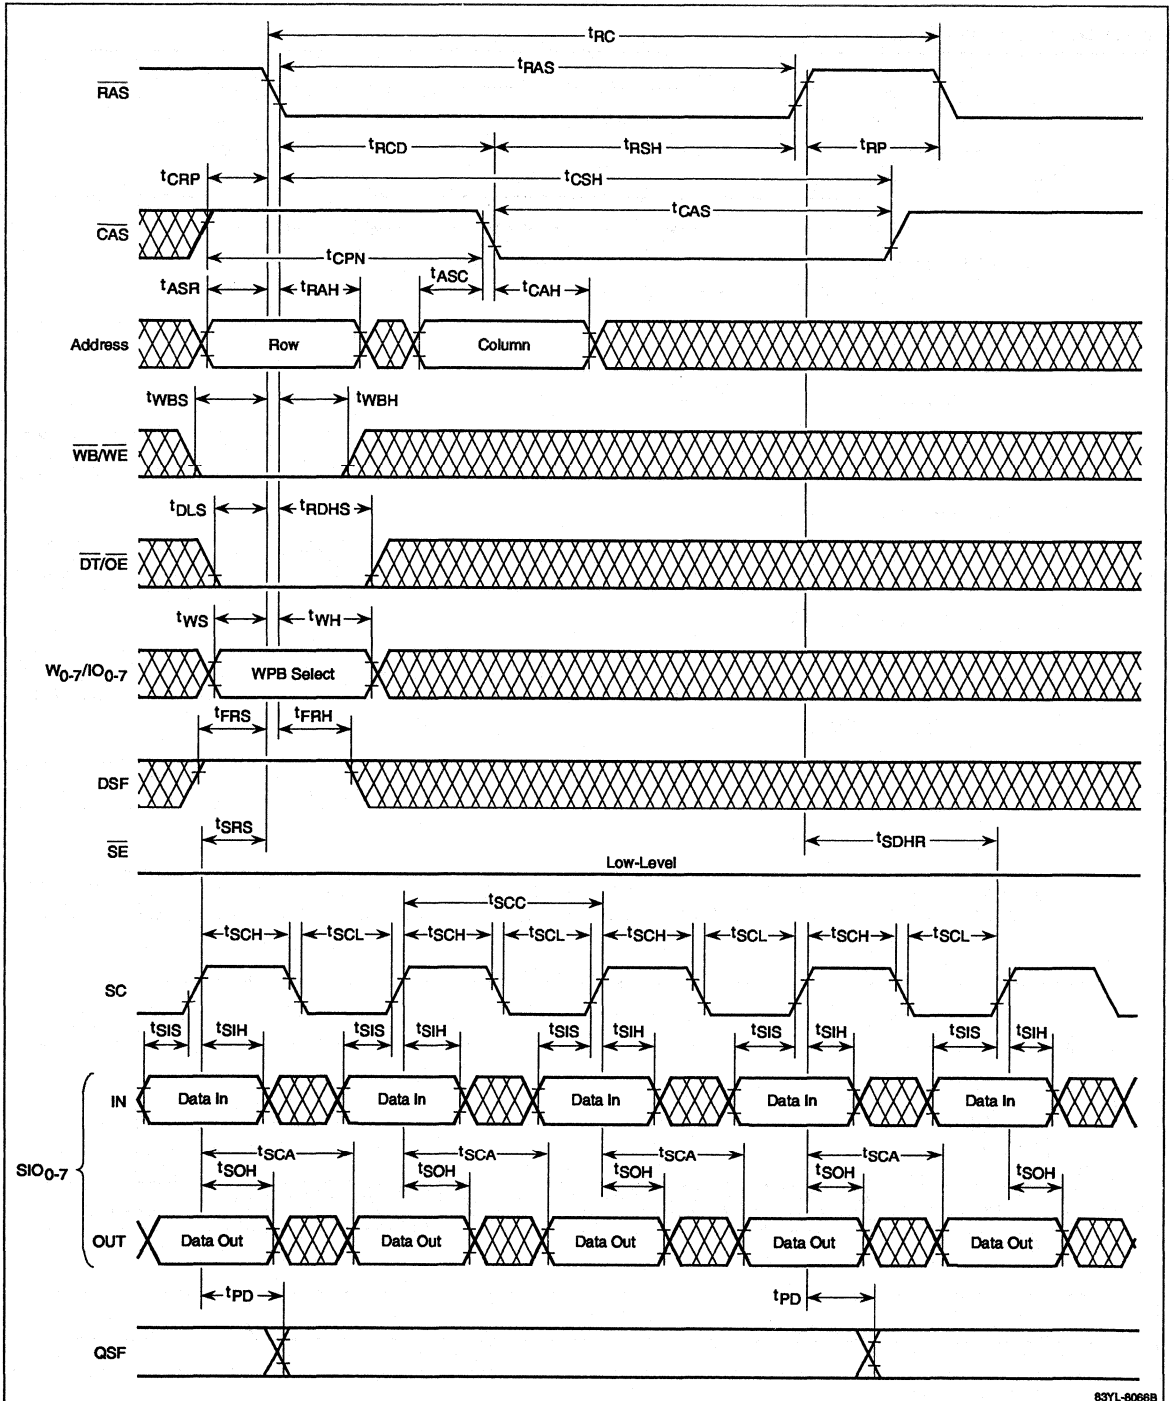 tRC
tRAS
RAS
tRCD tRSH tRP
tCRP tCSH
tCAS
CAS
tCPN
tASR tRAH tASC tCAH
Address Row Column
tWBS tWBH
WB/WE
tDLS tRDHS
DT/OE
tWS tWH
W0-7/IO0-7 WPB Select
tFRS tFRH
DSF
tSRS tSDHR
SE Low-Level
tSCC
tSCH tSCL tSCH tSCL tSCH tSCL tSCH tSCL
SC
tSIS tSIH tSIS tSIH tSIS tSIH tSIS tSIH tSIS tSIH
IN Data In Data In Data In Data In Data In
tSCA tSCA tSCA tSCA
SIO0-7 tSOH tSOH tSOH tSOH tSOH
OUT Data Out Data Out Data Out Data Out Data Out
tPD tPD
QSF
83YL-8066B